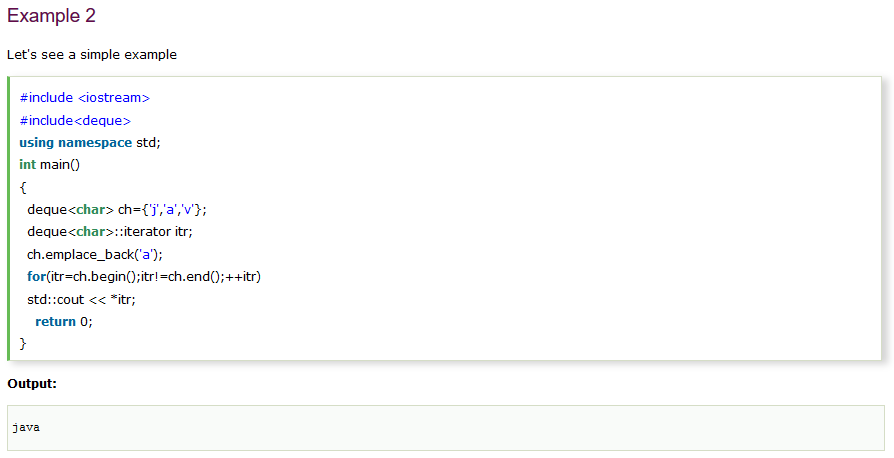 Example 2
Let's see a simple example
#include <iostream>
#include<deque>
using namespace std;
int main()
{
deque<char> ch={'j','a','v'};
deque<char>::iterator itr;
ch.emplace_back('a');
for(itr=ch.begin();itr!=ch.end();++itr)
std::cout << *itr;
return 0;
}
Output:
java